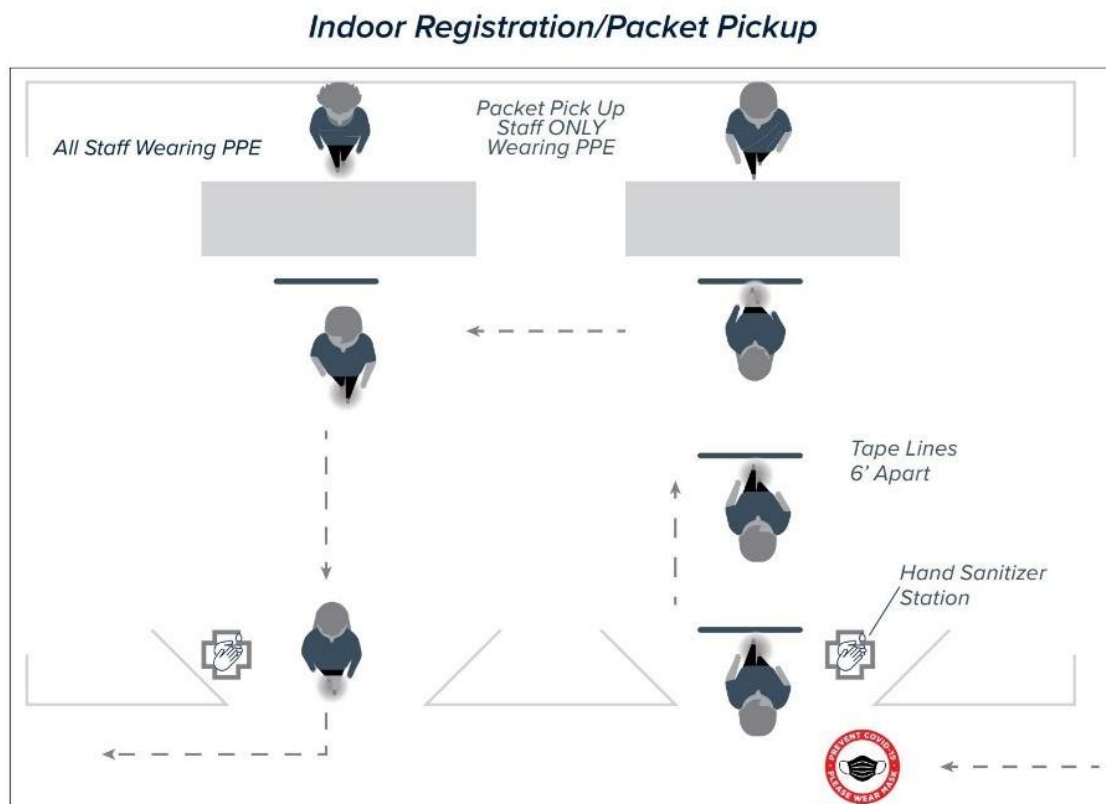 Indoor Registration/Packet Pickup
All Staff Wearing PPE
Packet Pick Up
Staff ONLY
Wearing PPE
Tape Lines
6' Apart
Hand Sanitizer
Station
PREVENT COVID-19
PLEASE WEAR MASK